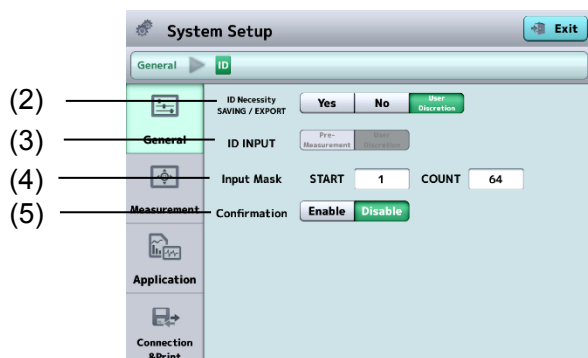 System Setup
Exit
General
ID
(2)
ID Necessity
SAVING / EXPORT
Yes
No
User
Discretion
General
(3)
ID INPUT
Pre-
Measurement
User
Discretion
(4)
Input Mask
START
1
COUNT
64
Measurement
(5)
Confirmation
Enable
Disable
Application
Connection
&Print